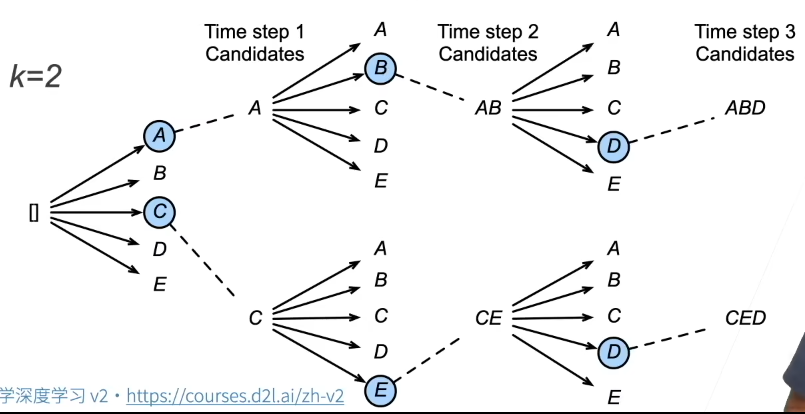 k=2
Time step 1
Candidates
Time step 2
Candidates
Time step 3
Candidates
[]
A
B
C
D
E
A
A
B
C
D
E
AB
A
B
C
D
E
ABD
C
A
B
C
D
E
CE
A
B
C
D
E
CED
学深度学习 v2・https://courses.d2l.ai/zh-v2